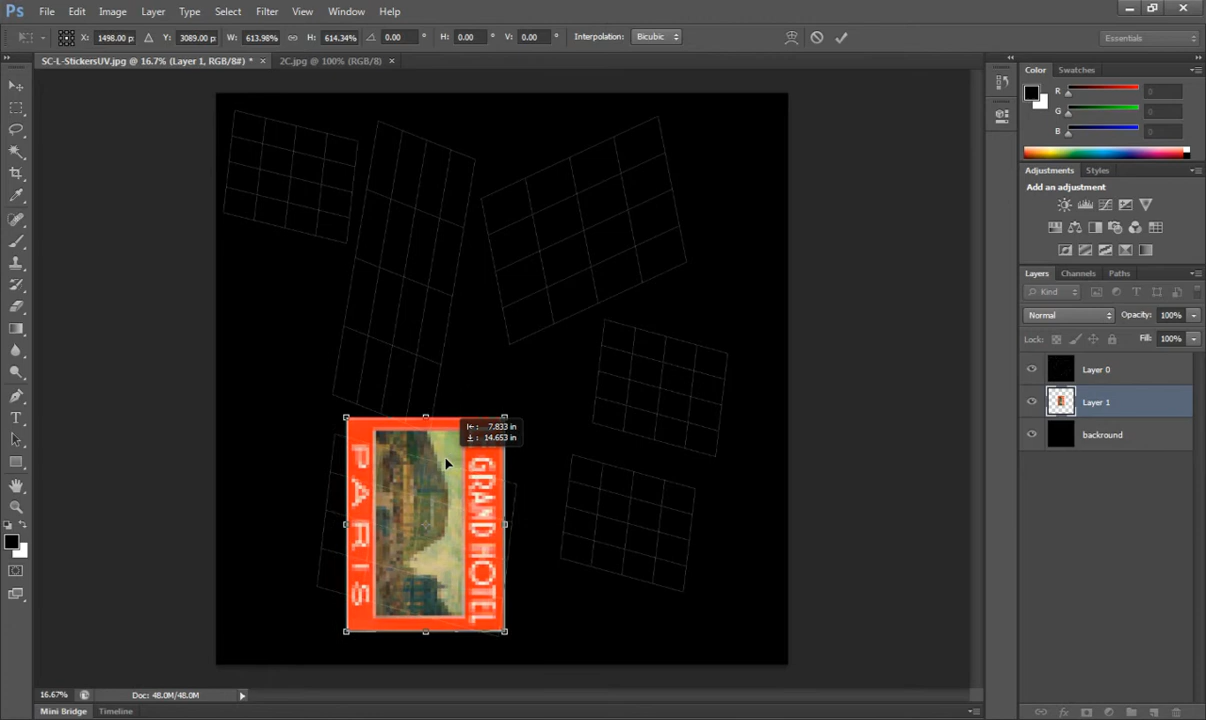 Ps File Edit Image Layer Type Select Filter View Window Help
X: 1498.00 p Y: 3089.00 p W: 613.98% H: 614.34% 0.00 ° H: 0.00 ° V: 0.00 ° Interpolation: Bicubic Essentials
SC-L-StickersUV.jpg @ 16.7% (Layer 1, RGB/8#) * × 2C.jpg @ 100% (RGB/8) ×
Color Swatches
R 0
G 0
B 0
Adjustments Styles
Add an adjustment
Layers Channels Paths
Kind
Normal Opacity: 100%
Lock: Fill: 100%
Layer 0
Layer 1
backround
7.833 in
14.653 in
PARIS
GRAND HOTEL
16.67% Doc: 48.0M/48.0M
Mini Bridge Timeline